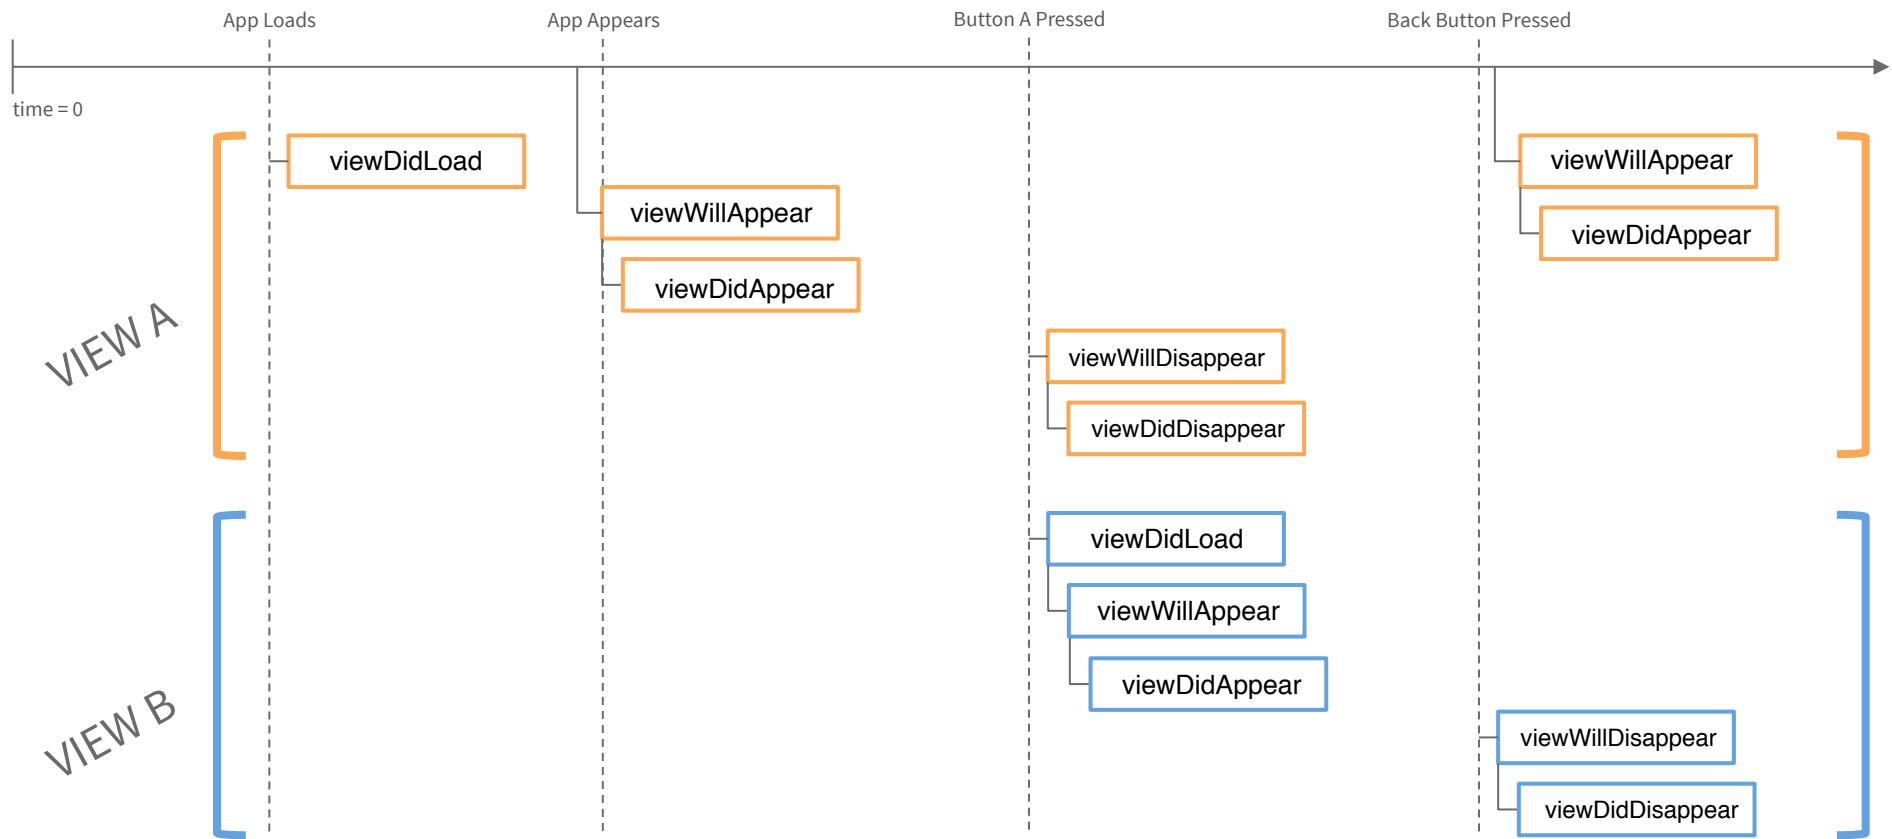 App Loads
App Appears
Button A Pressed
Back Button Pressed
time = 0
VIEW A
viewDidLoad
viewWillAppear
viewDidAppear
viewWillDisappear
viewDidDisappear
viewWillAppear
viewDidAppear
VIEW B
viewDidLoad
viewWillAppear
viewDidAppear
viewWillDisappear
viewDidDisappear